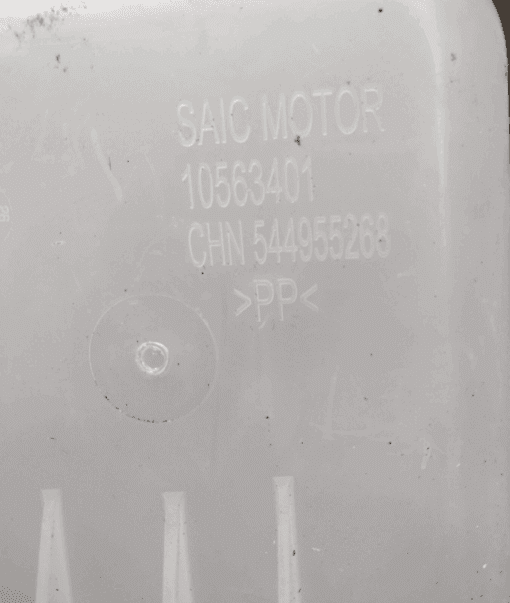 SAIC MOTOR
10563401
CHN 544955268
>PP<